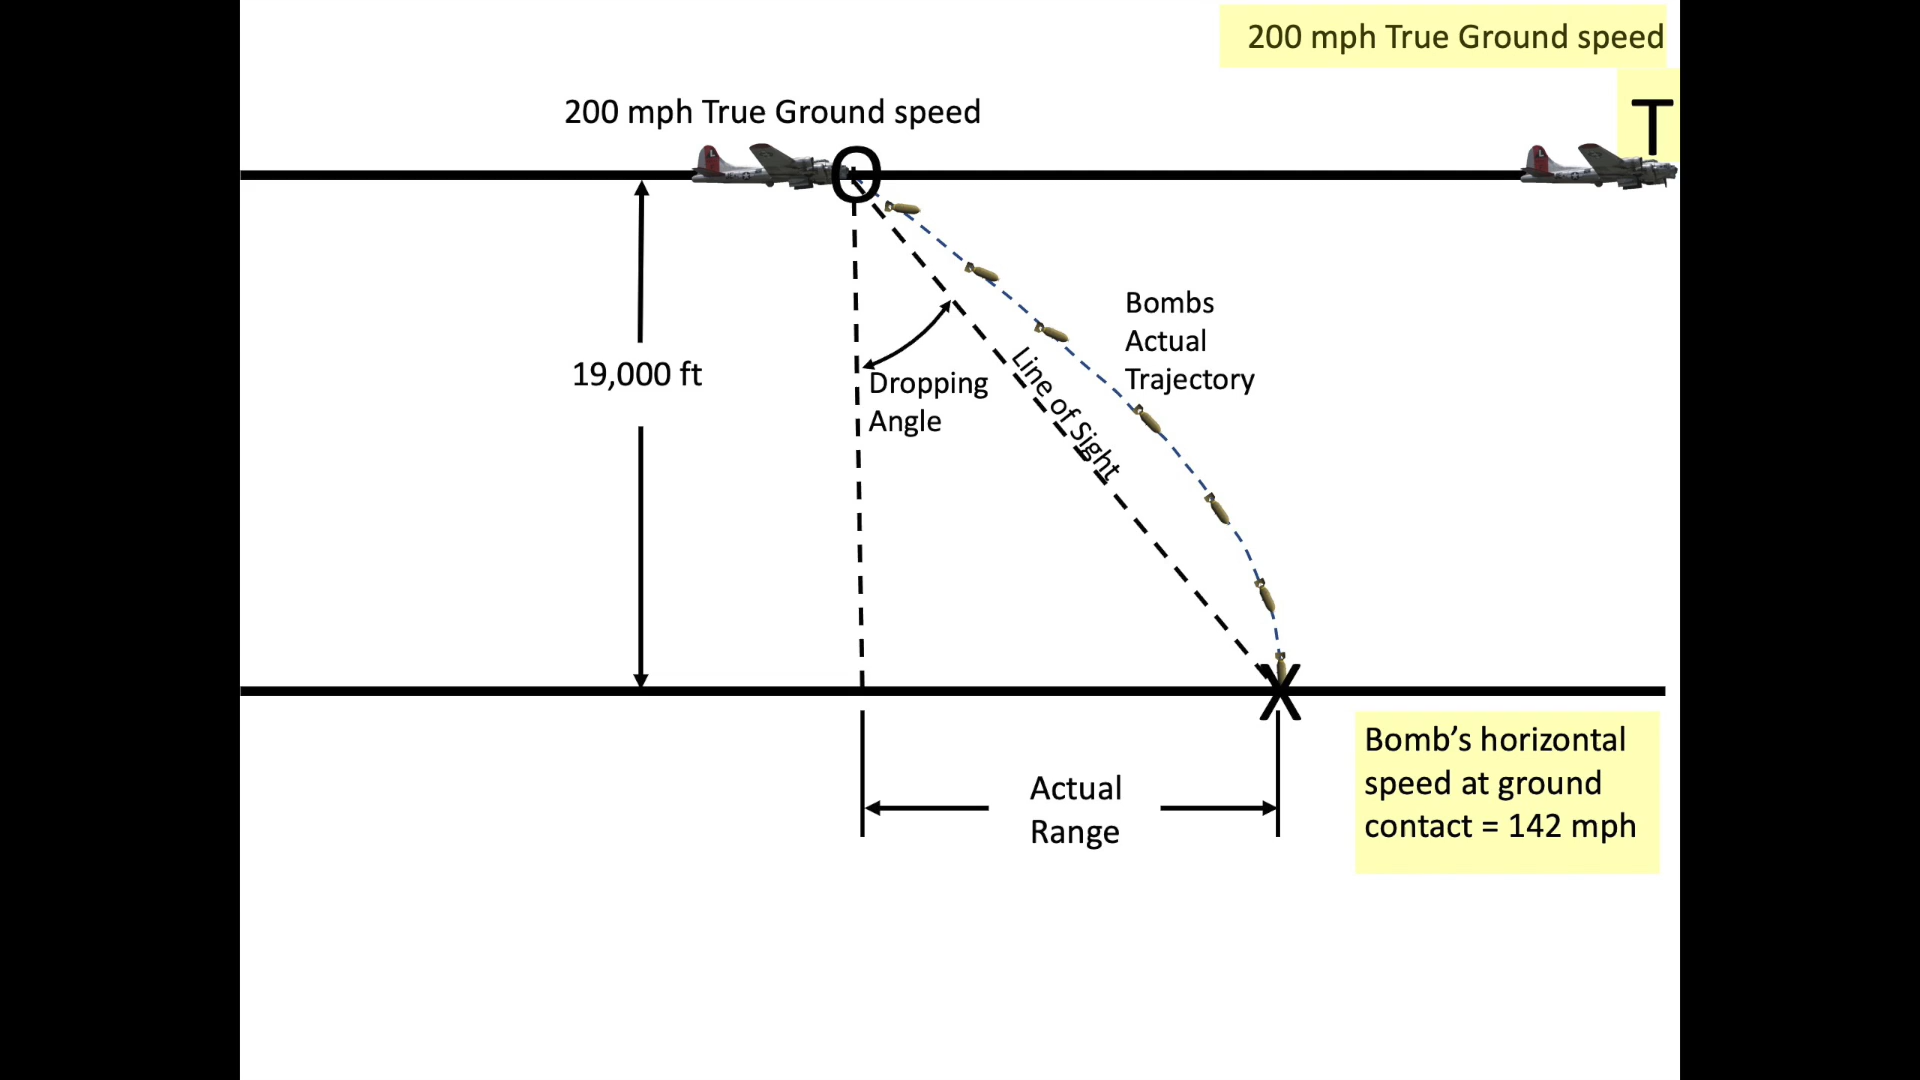 200 mph True Ground speed
200 mph True Ground speed
T
O
Bombs
Actual
Trajectory
19,000 ft
Dropping
Angle
Line of Sight
X
Bomb's horizontal
speed at ground
contact = 142 mph
Actual
Range